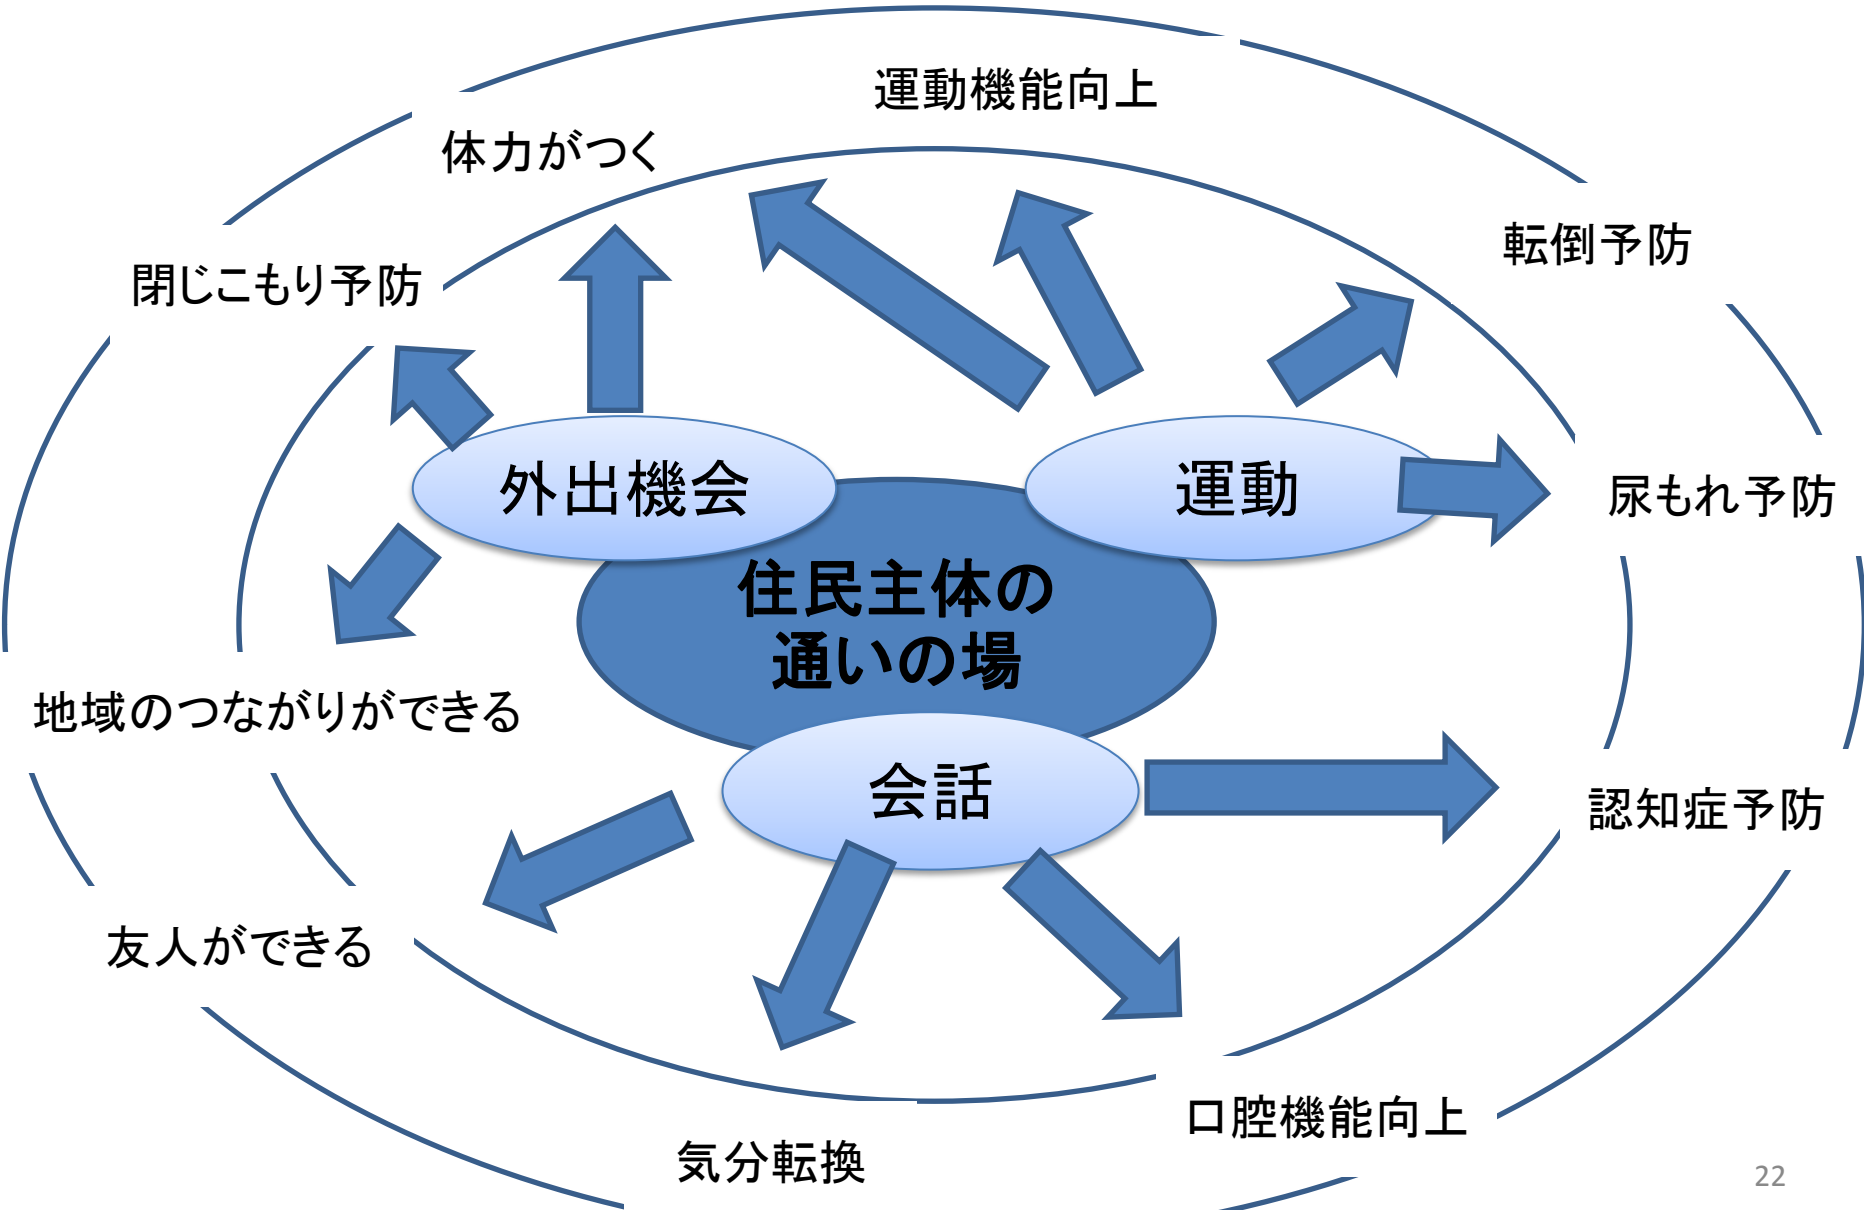 運動機能向上
体力がつく
転倒予防
閉じこもり予防
外出機会
運動
尿もれ予防
住民主体の
通いの場
地域のつながりができる
会話
認知症予防
友人ができる
口腔機能向上
気分転換
22